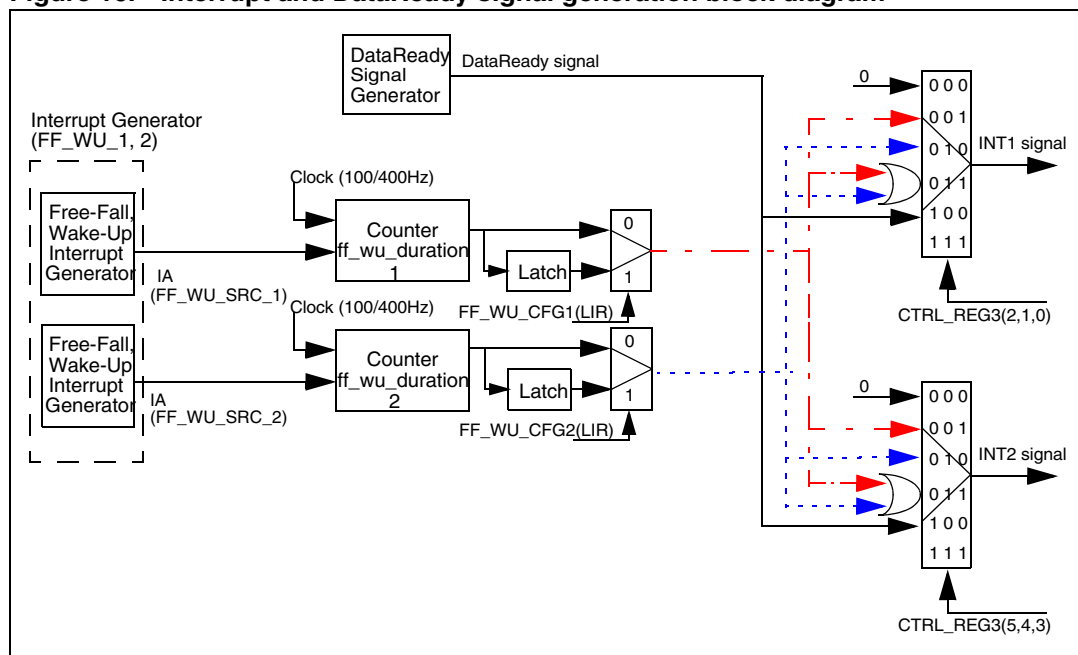 Figure 16. Interrupt and DataReady signal generation block diagram
DataReady
Signal
Generator
DataReady signal
Interrupt Generator
(FF_WU_1, 2)
Free-Fall,
Wake-Up
Interrupt
Generator
IA
(FF_WU_SRC_1)
Clock (100/400Hz)
Counter
ff_wu_duration
1
Latch
0
1
FF_WU_CFG1(LIR)
Free-Fall,
Wake-Up
Interrupt
Generator
IA
(FF_WU_SRC_2)
Clock (100/400Hz)
Counter
ff_wu_duration
2
Latch
0
1
FF_WU_CFG2(LIR)
0
0 0 0
0 0 1
0 1 0
0 1 1
1 0 0
1 1 1
INT1 signal
CTRL_REG3(2,1,0)
0
0 0 0
0 0 1
0 1 0
0 1 1
1 0 0
1 1 1
INT2 signal
CTRL_REG3(5,4,3)